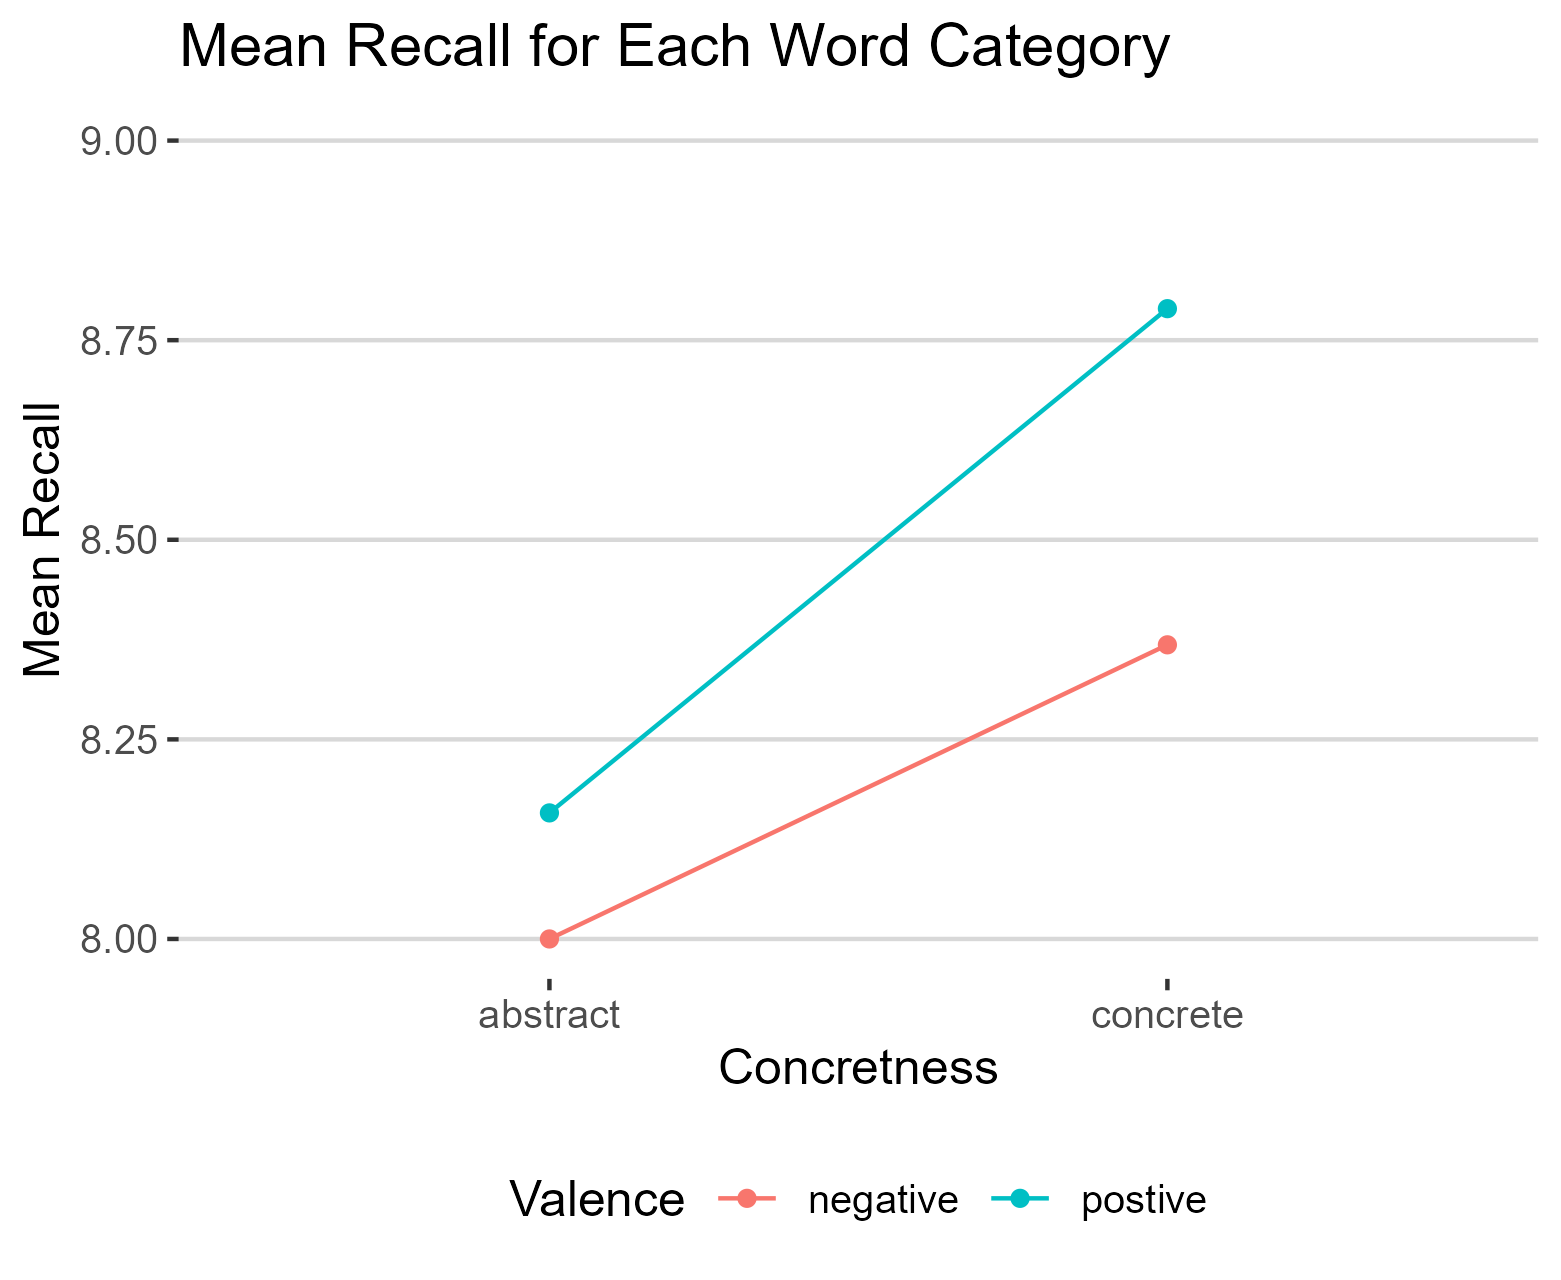 Mean Recall for Each Word Category
Mean Recall
9.00
8.75
8.50
8.25
8.00
abstract concrete
Concretness
Valence negative postive